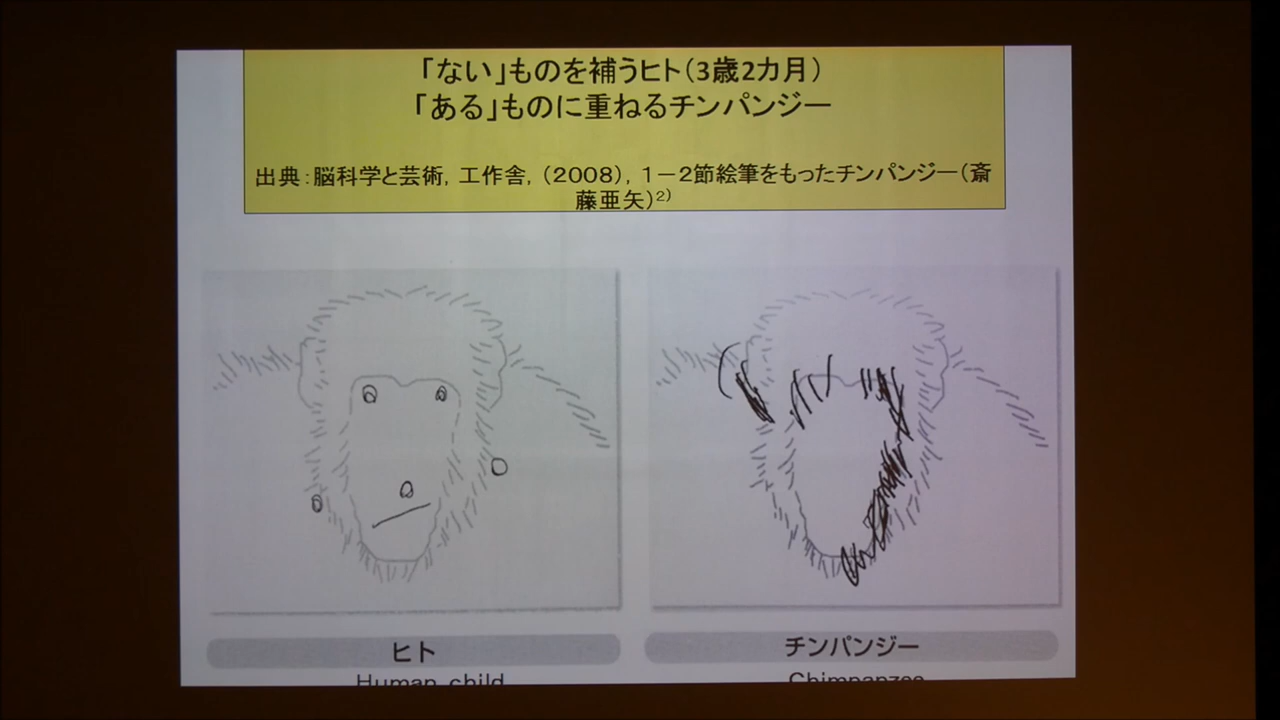 「ない」ものを補うヒト（3歳2カ月）
「ある」ものに重ねるチンパンジー
出典：脳科学と芸術, 工作舎, （2008）, 1－2節絵筆をもったチンパンジー（斎
藤亜矢）2)
ヒト
チンパンジー
Human child
Chimpanzee